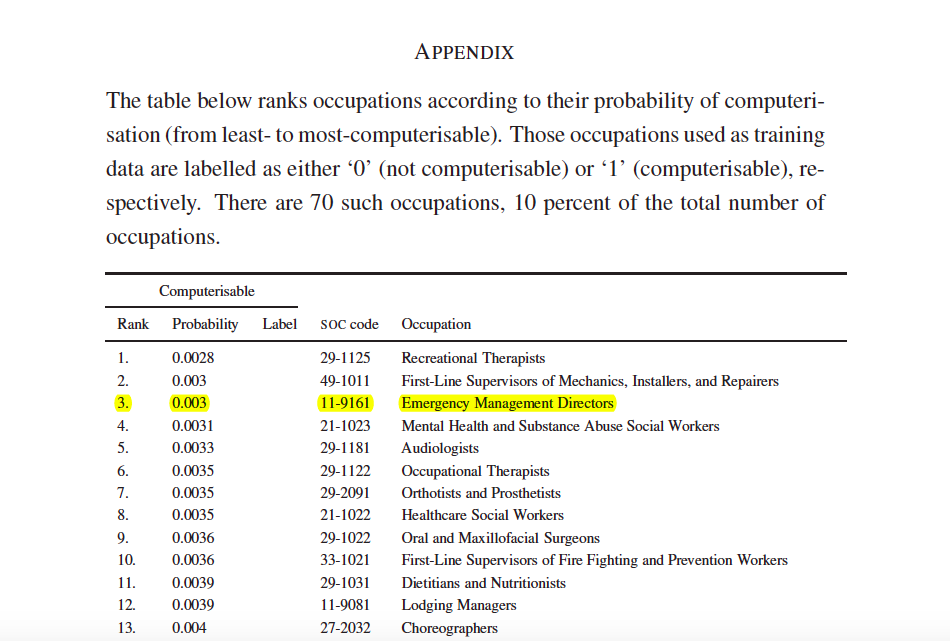 APPENDIX
The table below ranks occupations according to their probability of computeri-
sation (from least- to most-computerisable). Those occupations used as training
data are labelled as either ‘0’ (not computerisable) or ‘1’ (computerisable), re-
spectively. There are 70 such occupations, 10 percent of the total number of
occupations.
Computerisable
Rank Probability Label SOC code Occupation
1. 0.0028 29-1125 Recreational Therapists
2. 0.003 49-1011 First-Line Supervisors of Mechanics, Installers, and Repairers
3. 0.003 11-9161 Emergency Management Directors
4. 0.0031 21-1023 Mental Health and Substance Abuse Social Workers
5. 0.0033 29-1181 Audiologists
6. 0.0035 29-1122 Occupational Therapists
7. 0.0035 29-2091 Orthotists and Prosthetists
8. 0.0035 21-1022 Healthcare Social Workers
9. 0.0036 29-1022 Oral and Maxillofacial Surgeons
10. 0.0036 33-1021 First-Line Supervisors of Fire Fighting and Prevention Workers
11. 0.0039 29-1031 Dietitians and Nutritionists
12. 0.0039 11-9081 Lodging Managers
13. 0.004 27-2032 Choreographers